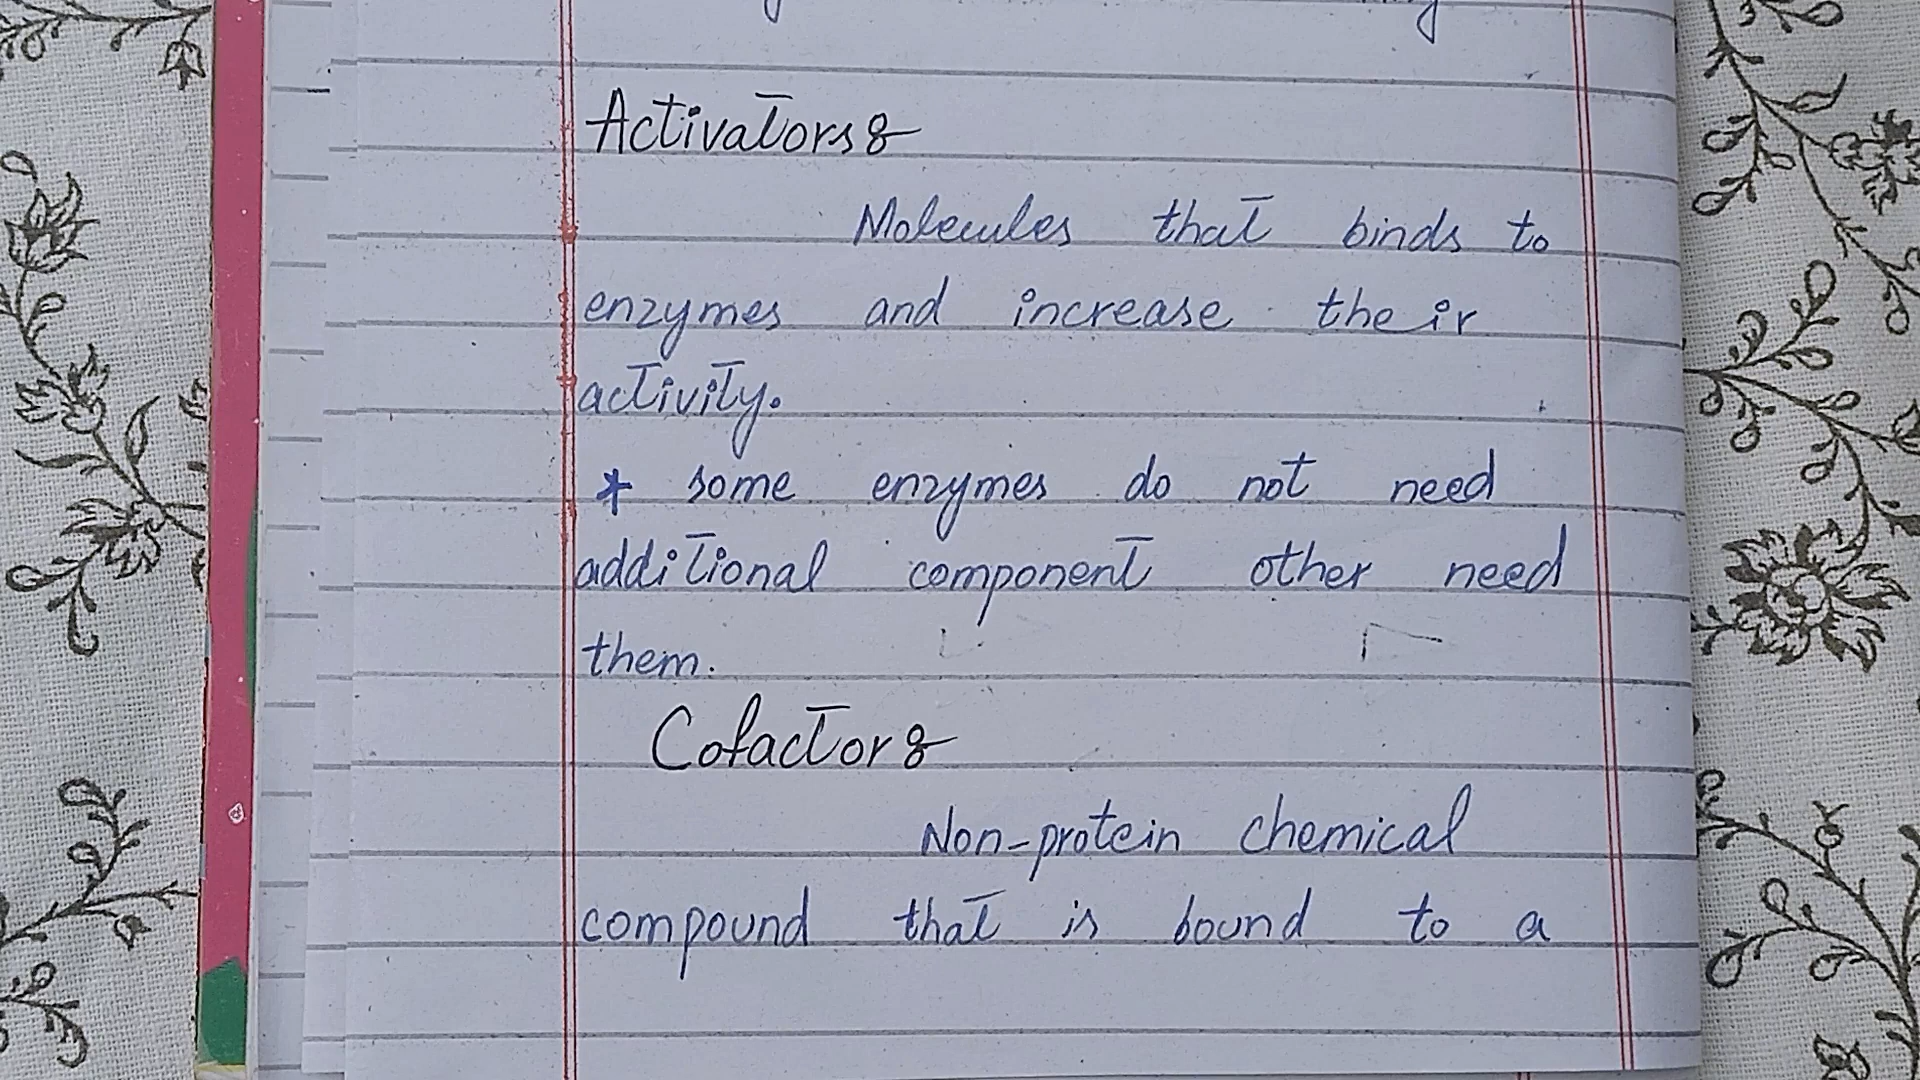 Activators:-
Molecules that binds to
enzymes and increase their
activity.
* some enzymes do not need
additional component other need
them.
Cofactor:-
Non-protein chemical
compound that is bound to a